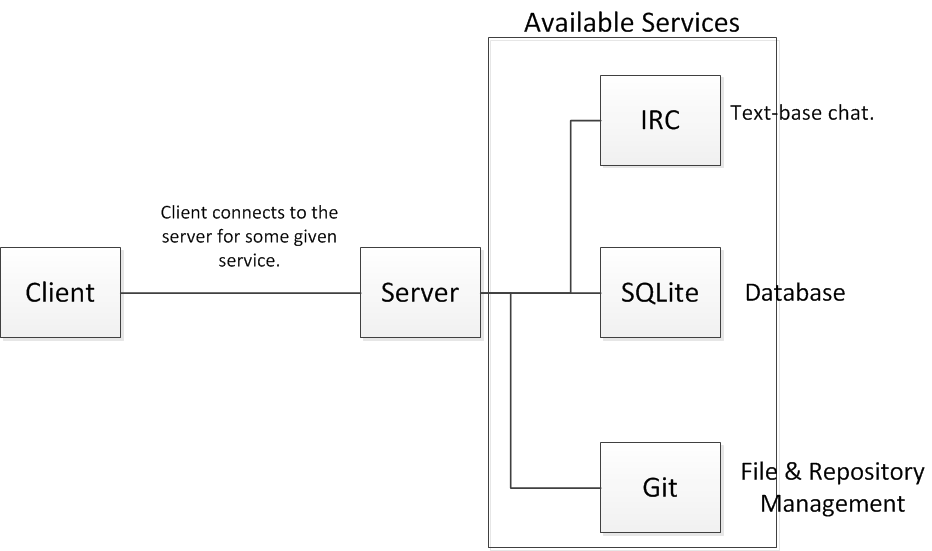 Available Services
IRC
Text-base chat.
Client connects to the
server for some given
service.
Client
Server
SQLite
Database
Git
File & Repository
Management